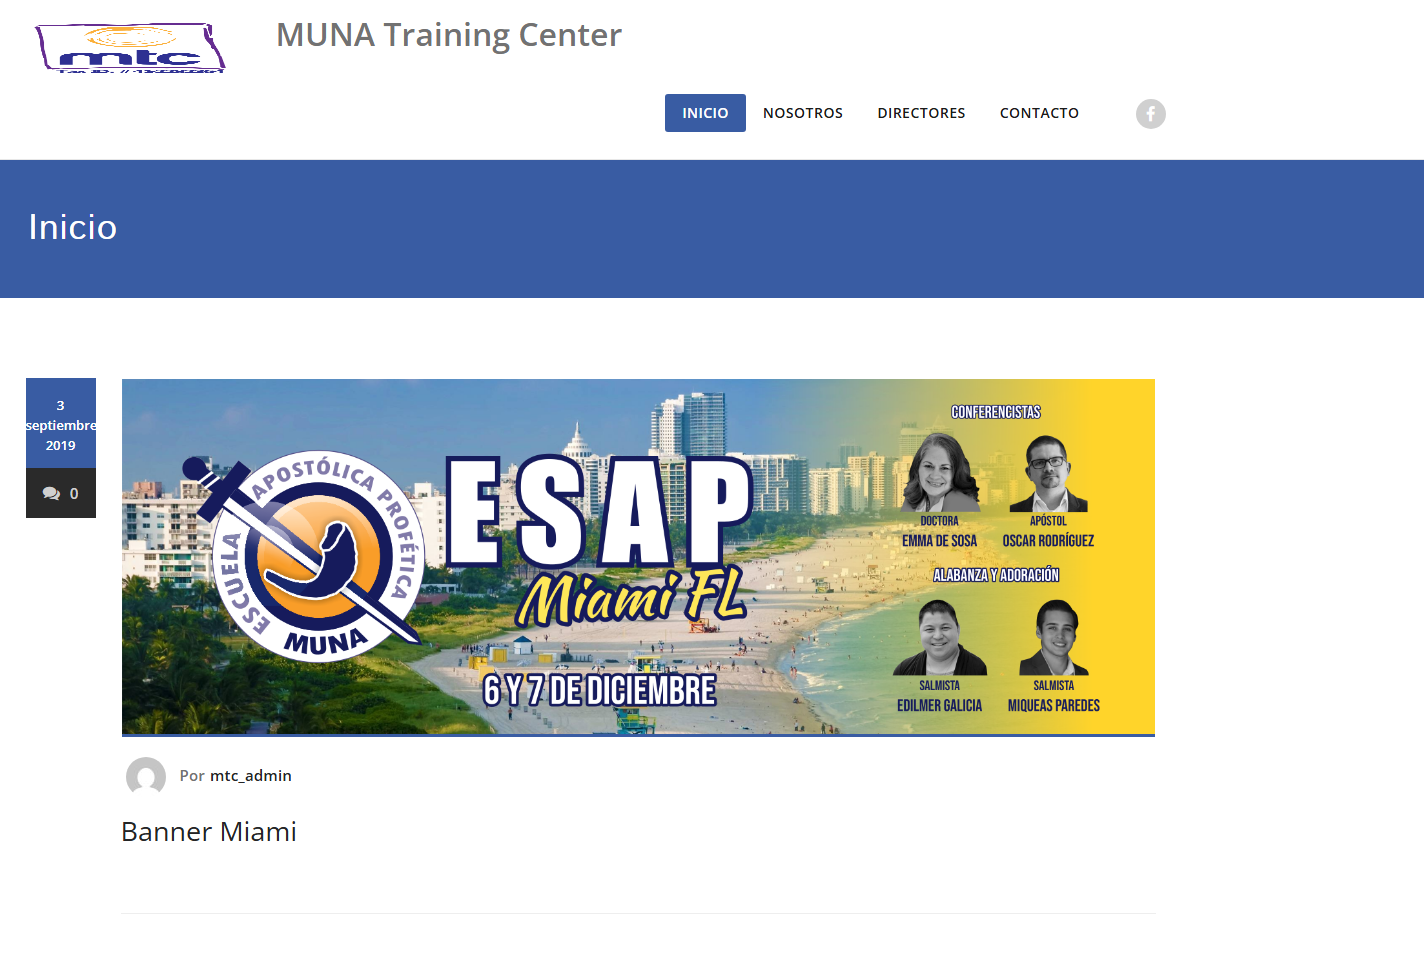 mtc
MUNA Training Center
INICIO
NOSOTROS
DIRECTORES
CONTACTO
Inicio
3
septiembre
2019
0
ESCUELA APOSTÓLICA PROFÉTICA
MUNA
ESAP
Miami FL
6 Y 7 DE DICIEMBRE
CONFERENCISTAS
DOCTORA
EMMA DE SOSA
APÓSTOL
OSCAR RODRÍGUEZ
ALABANZA Y ADORACIÓN
SALMISTA
EDILMER GALICIA
SALMISTA
MIQUEAS PAREDES
Por mtc_admin
Banner Miami